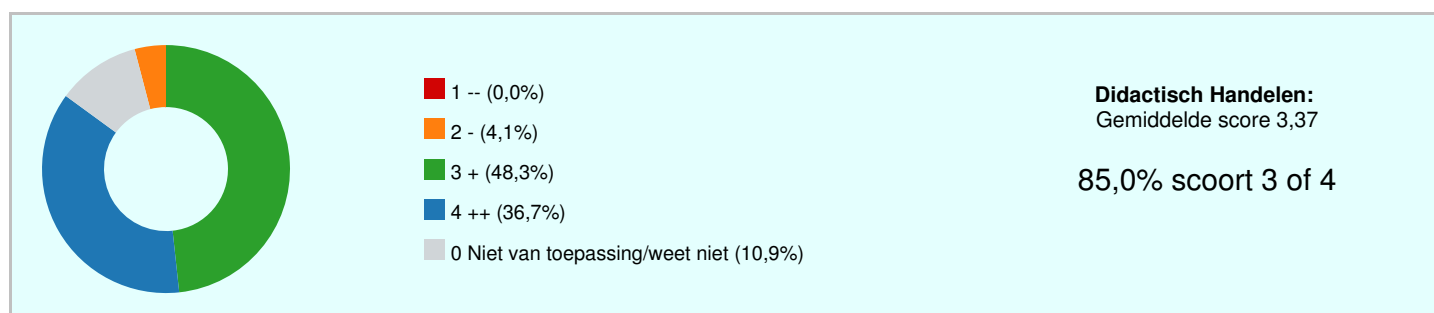 1 -- (0,0%)
2 - (4,1%)
3 + (48,3%)
4 ++ (36,7%)
0 Niet van toepassing/weet niet (10,9%)
Didactisch Handelen:
Gemiddelde score 3,37
85,0% scoort 3 of 4